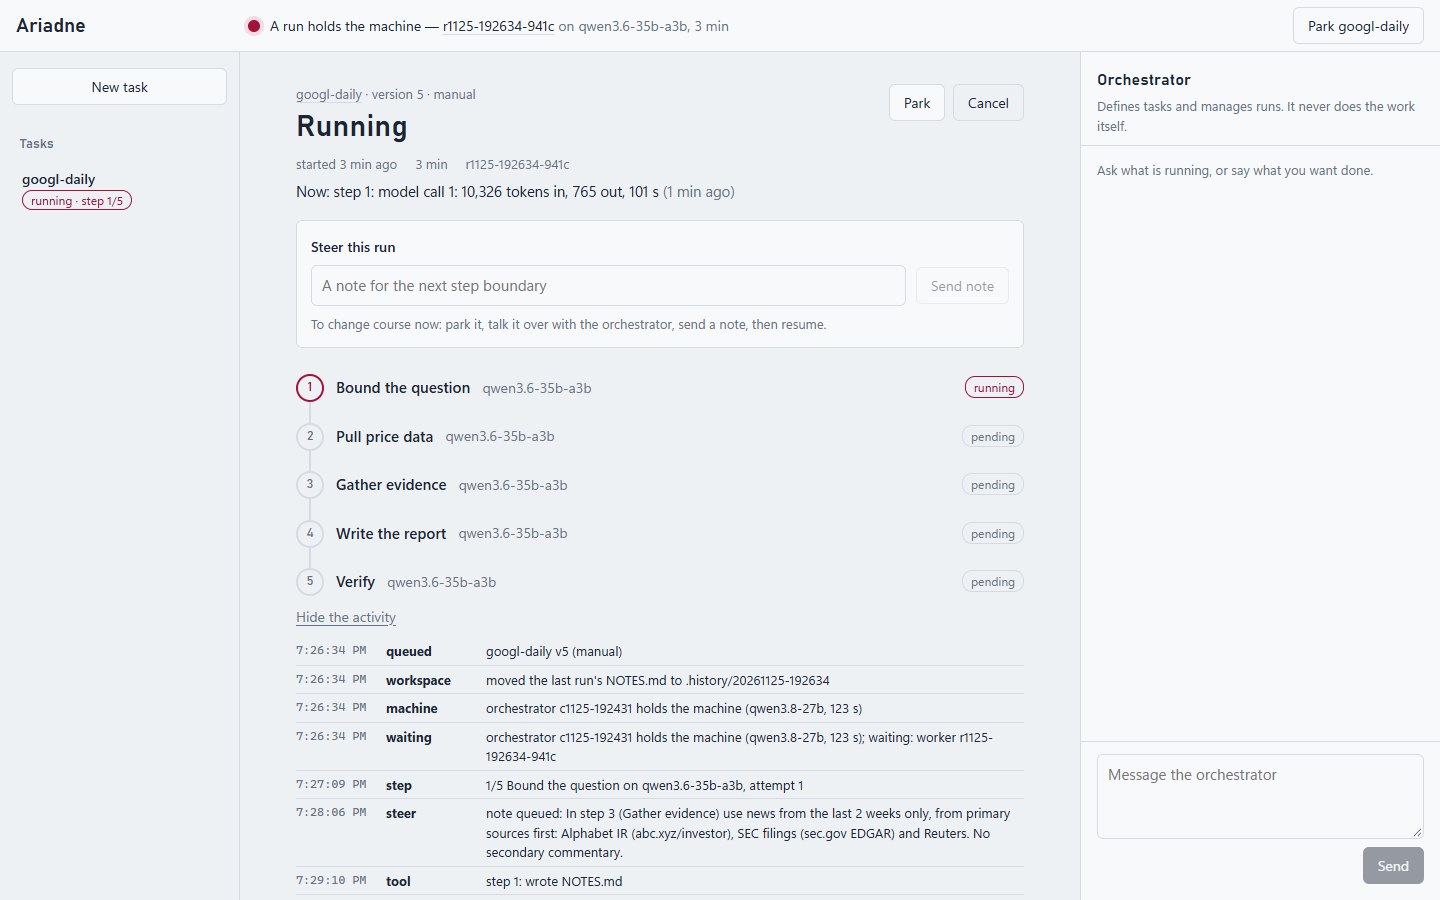 Ariadne
A run holds the machine — r1125-192634-941c on qwen3.6-35b-a3b, 3 min
Park googl-daily
New task
Tasks
googl-daily
running · step 1/5
googl-daily · version 5 · manual
Running
Park
Cancel
started 3 min ago 3 min r1125-192634-941c
Now: step 1: model call 1: 10,326 tokens in, 765 out, 101 s (1 min ago)
Steer this run
A note for the next step boundary
Send note
To change course now: park it, talk it over with the orchestrator, send a note, then resume.
1 Bound the question qwen3.6-35b-a3b running
2 Pull price data qwen3.6-35b-a3b pending
3 Gather evidence qwen3.6-35b-a3b pending
4 Write the report qwen3.6-35b-a3b pending
5 Verify qwen3.6-35b-a3b pending
Hide the activity
7:26:34 PM queued googl-daily v5 (manual)
7:26:34 PM workspace moved the last run's NOTES.md to .history/20261125-192634
7:26:34 PM machine orchestrator c1125-192431 holds the machine (qwen3.8-27b, 123 s)
7:26:34 PM waiting orchestrator c1125-192431 holds the machine (qwen3.8-27b, 123 s); waiting: worker r1125-
192634-941c
7:27:09 PM step 1/5 Bound the question on qwen3.6-35b-a3b, attempt 1
7:28:06 PM steer note queued: In step 3 (Gather evidence) use news from the last 2 weeks only, from primary
sources first: Alphabet IR (abc.xyz/investor), SEC filings (sec.gov EDGAR) and Reuters. No
secondary commentary.
7:29:10 PM tool step 1: wrote NOTES.md
Orchestrator
Defines tasks and manages runs. It never does the work
itself.
Ask what is running, or say what you want done.
Message the orchestrator
Send